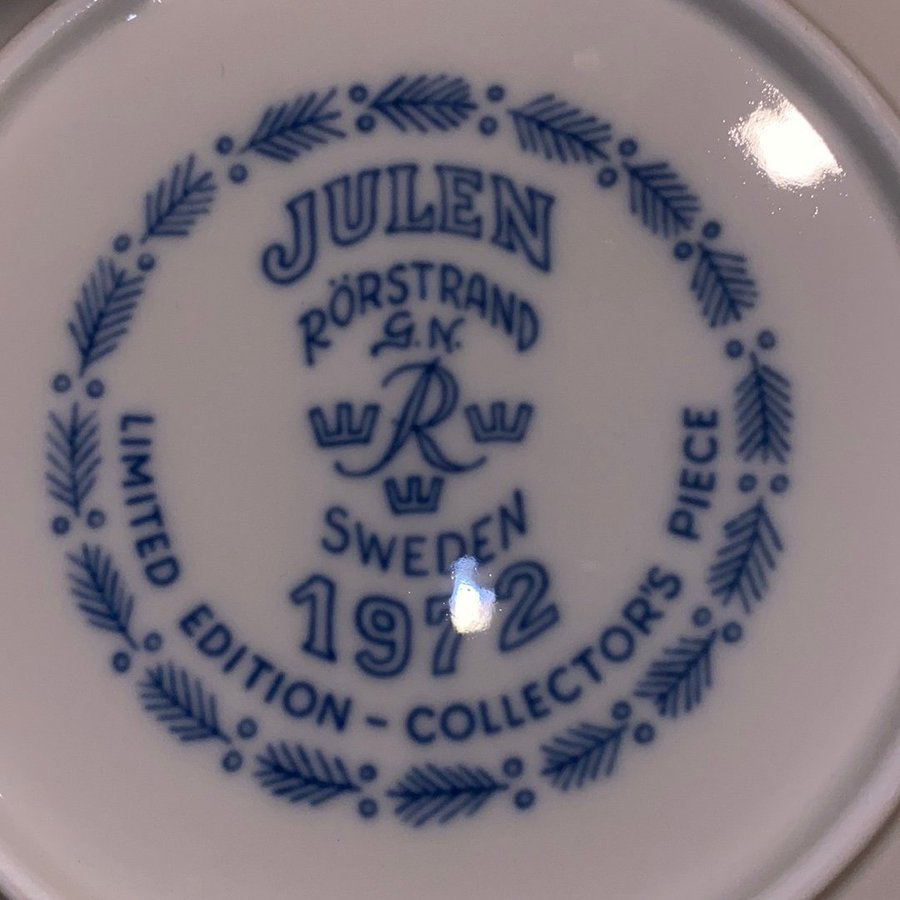 JULEN
RÖRSTRAND
G.N.
R
SWEDEN
1972
LIMITED EDITION - COLLECTOR'S PIECE